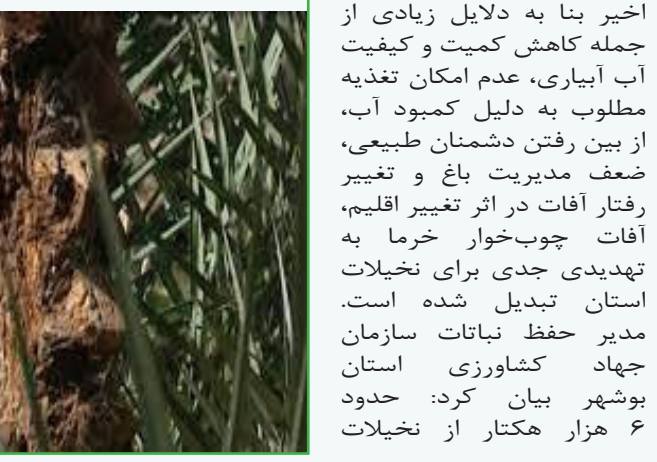 اخیر بنا به دلایل زیادی از
جمله کاهش کمیت و کیفیت
آب آبیاری، عدم امکان تغذیه
مطلوب به دلیل کمبود آب،
از بین رفتن دشمنان طبیعی،
ضعف مدیریت باغ و تغییر
رفتار آفات در اثر تغییر اقلیم،
آفات چوب‌خوار خرما به
تهدیدی جدی برای نخیلات
استان تبدیل شده است.
مدیر حفظ نباتات سازمان
جهاد کشاورزی استان
بوشهر بیان کرد: حدود
۶ هزار هکتار از نخیلات